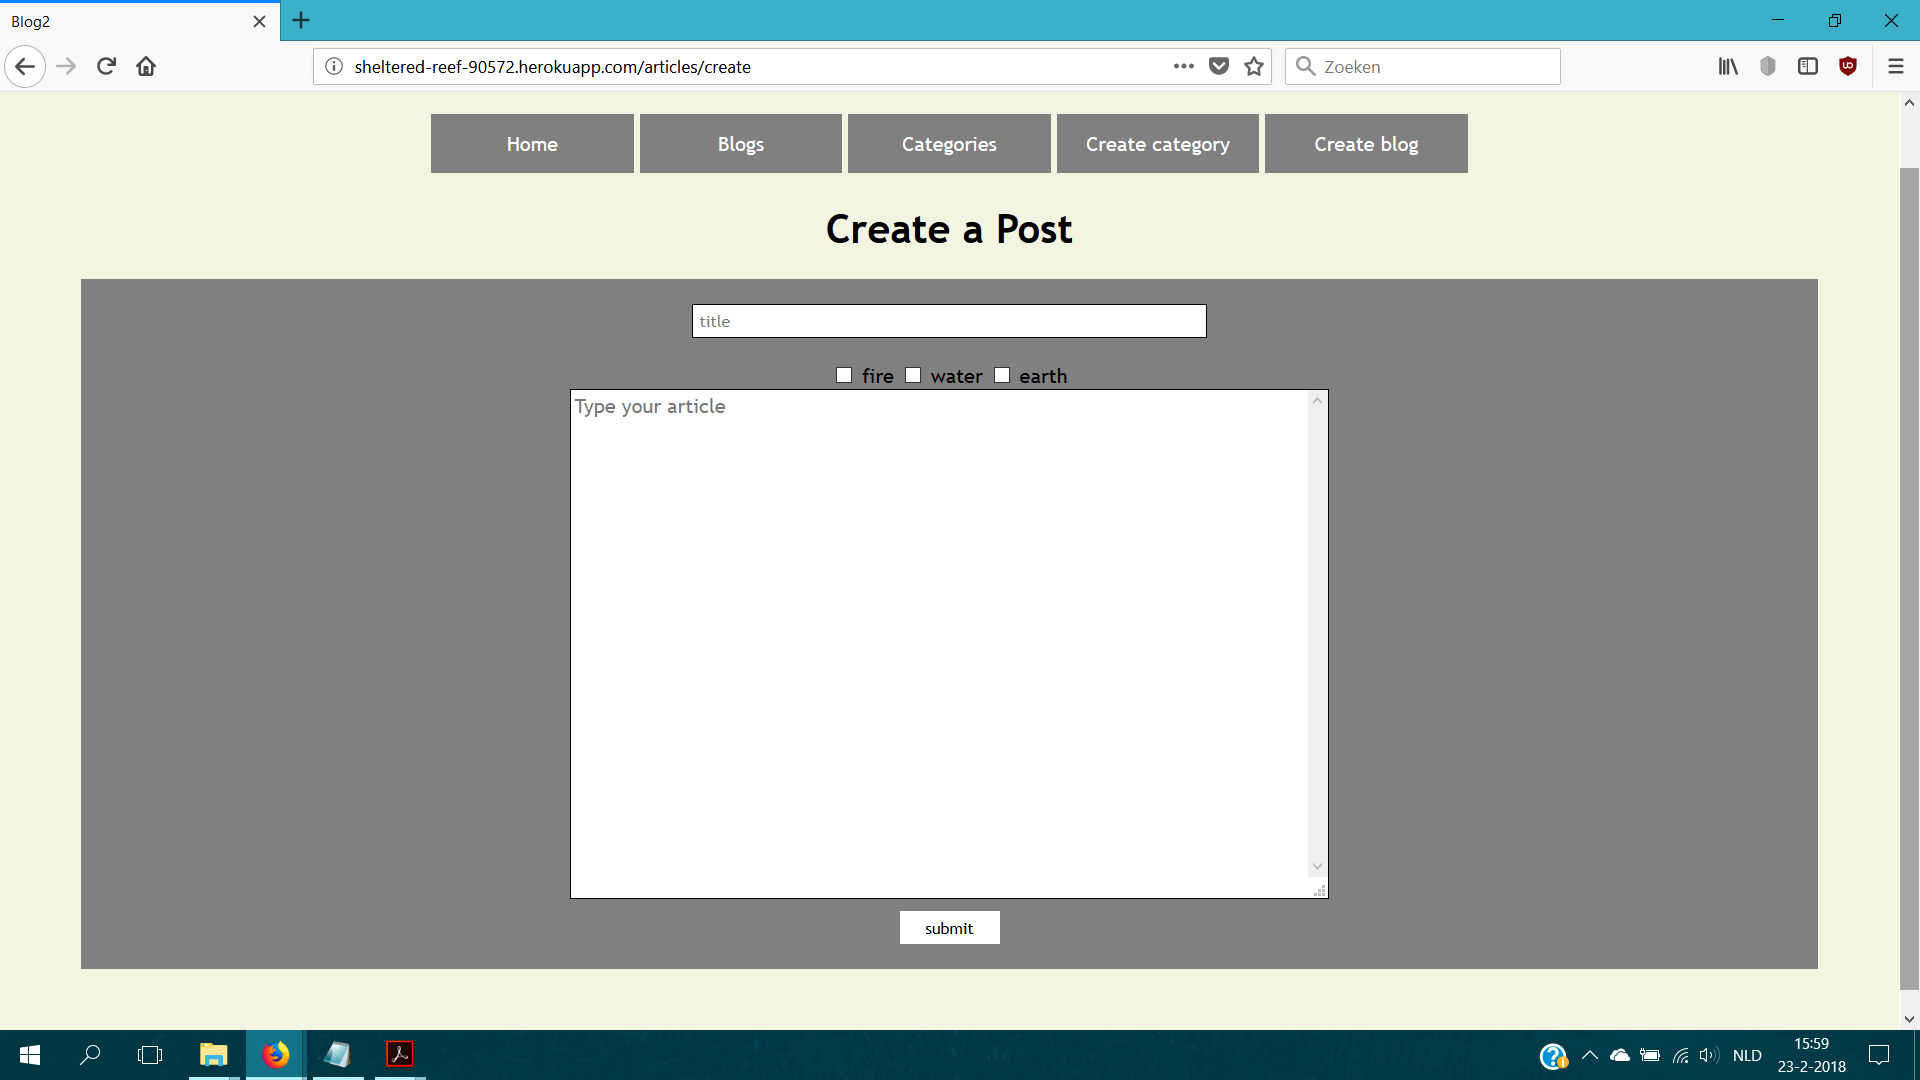 Blog2
sheltered-reef-90572.herokuapp.com/articles/create
Zoeken
Home
Blogs
Categories
Create category
Create blog
Create a Post
title
fire water earth
Type your article
submit
NLD
15:59
23-2-2018